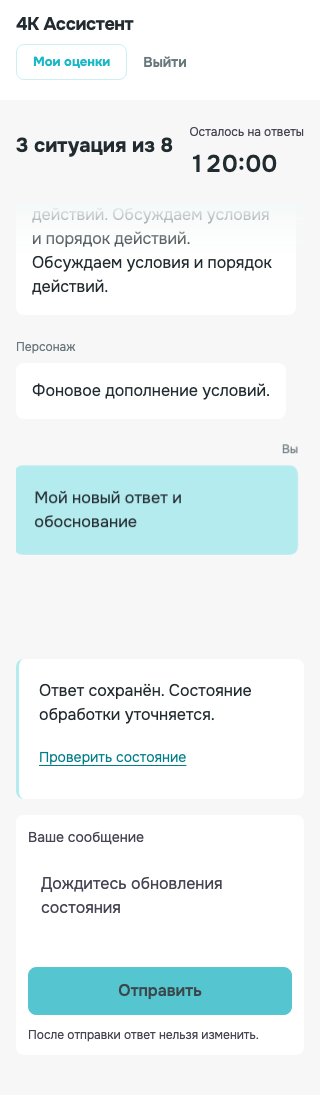 4К Ассистент
Мои оценки
Выйти
3 ситуация из 8
Осталось на ответы
120:00
действий. Обсуждаем условия
и порядок действий.
Обсуждаем условия и порядок
действий.
Персонаж
Фоновое дополнение условий.
Вы
Мой новый ответ и
обоснование
Ответ сохранён. Состояние
обработки уточняется.
Проверить состояние
Ваше сообщение
Дождитесь обновления
состояния
Отправить
После отправки ответ нельзя изменить.